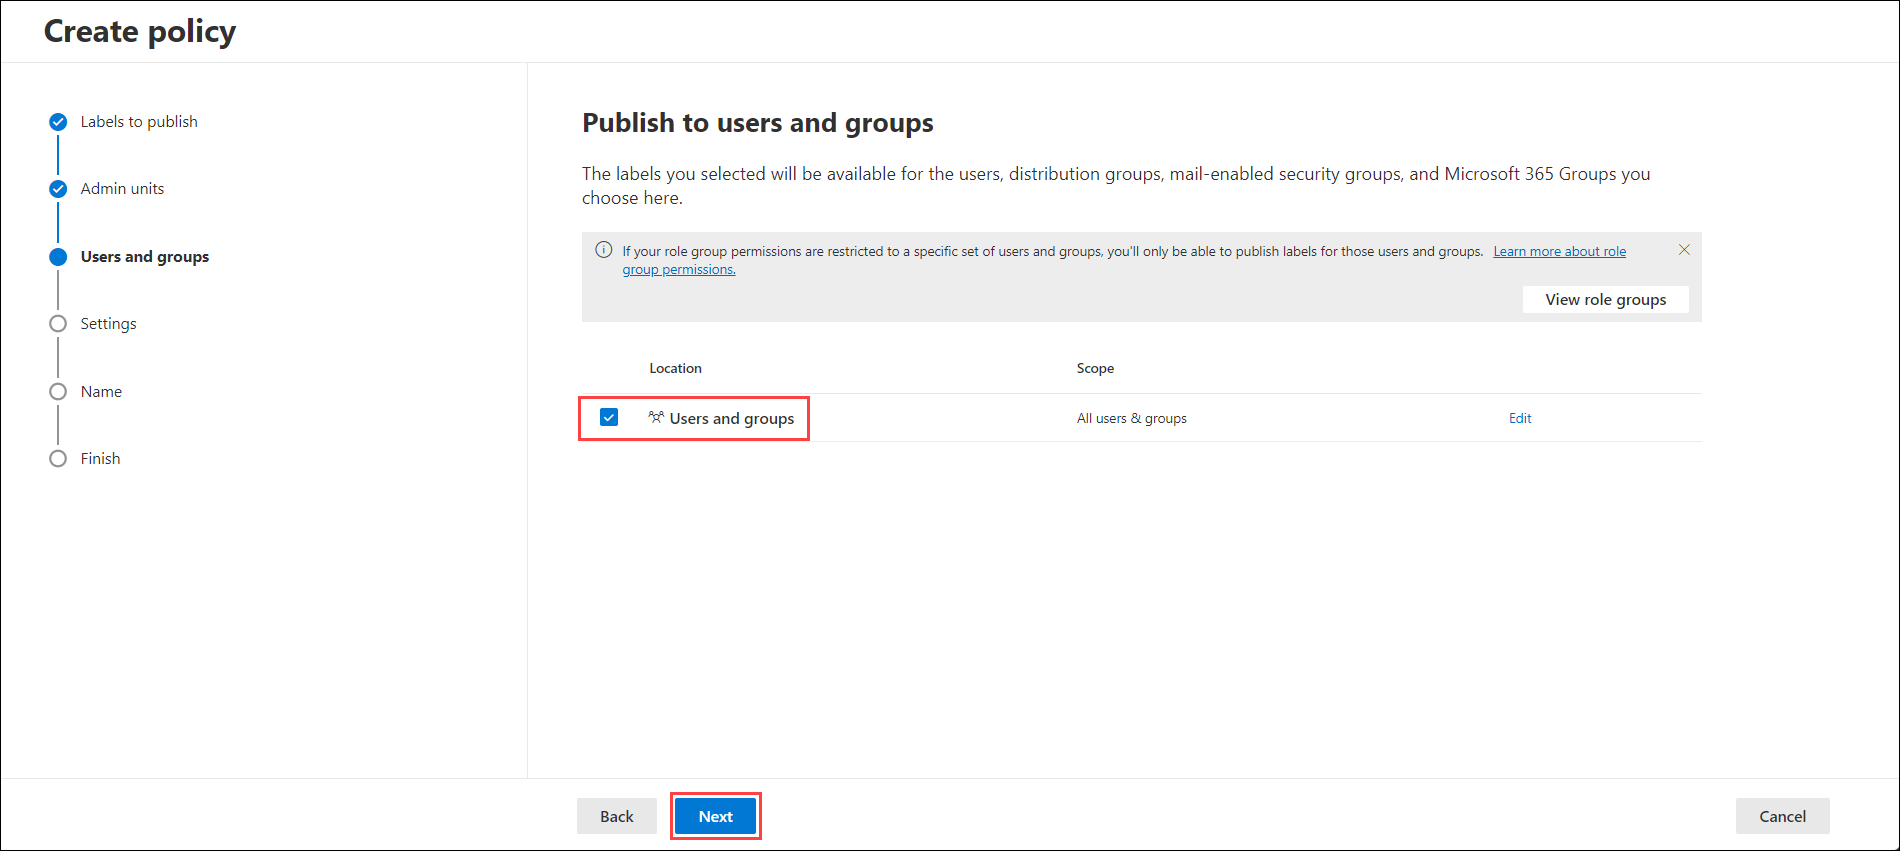 Create policy
Labels to publish
Admin units
Users and groups
Settings
Name
Finish
Publish to users and groups
The labels you selected will be available for the users, distribution groups, mail-enabled security groups, and Microsoft 365 Groups you
choose here.
If your role group permissions are restricted to a specific set of users and groups, you'll only be able to publish labels for those users and groups. Learn more about role
group permissions.
View role groups
Location Scope
Users and groups All users & groups Edit
Back Next Cancel